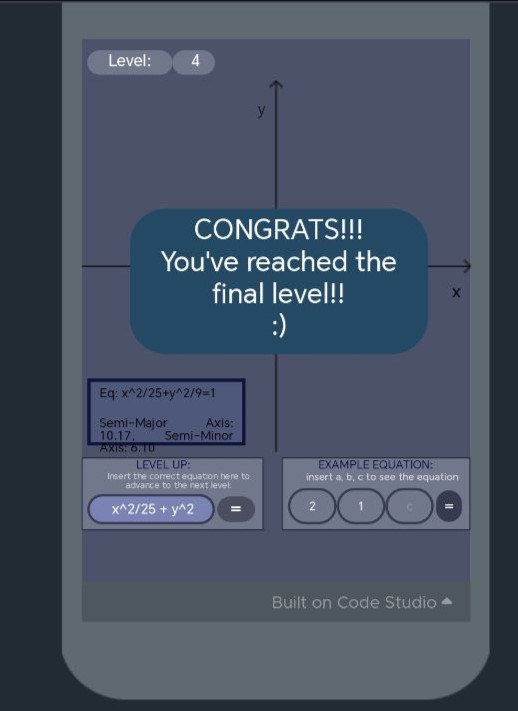 Level: 4
y
CONGRATS!!!
You've reached the
final level!!
:)
x
Eq: x^2/25+y^2/9=1
Semi-Major Axis:
10.17, Semi-Minor
Axis: 6.10
LEVEL UP:
Insert the correct equation here to
advance to the next level.
x^2/25 + y^2
=
EXAMPLE EQUATION:
insert a, b, c to see the equation
2 1 c =
Built on Code Studio